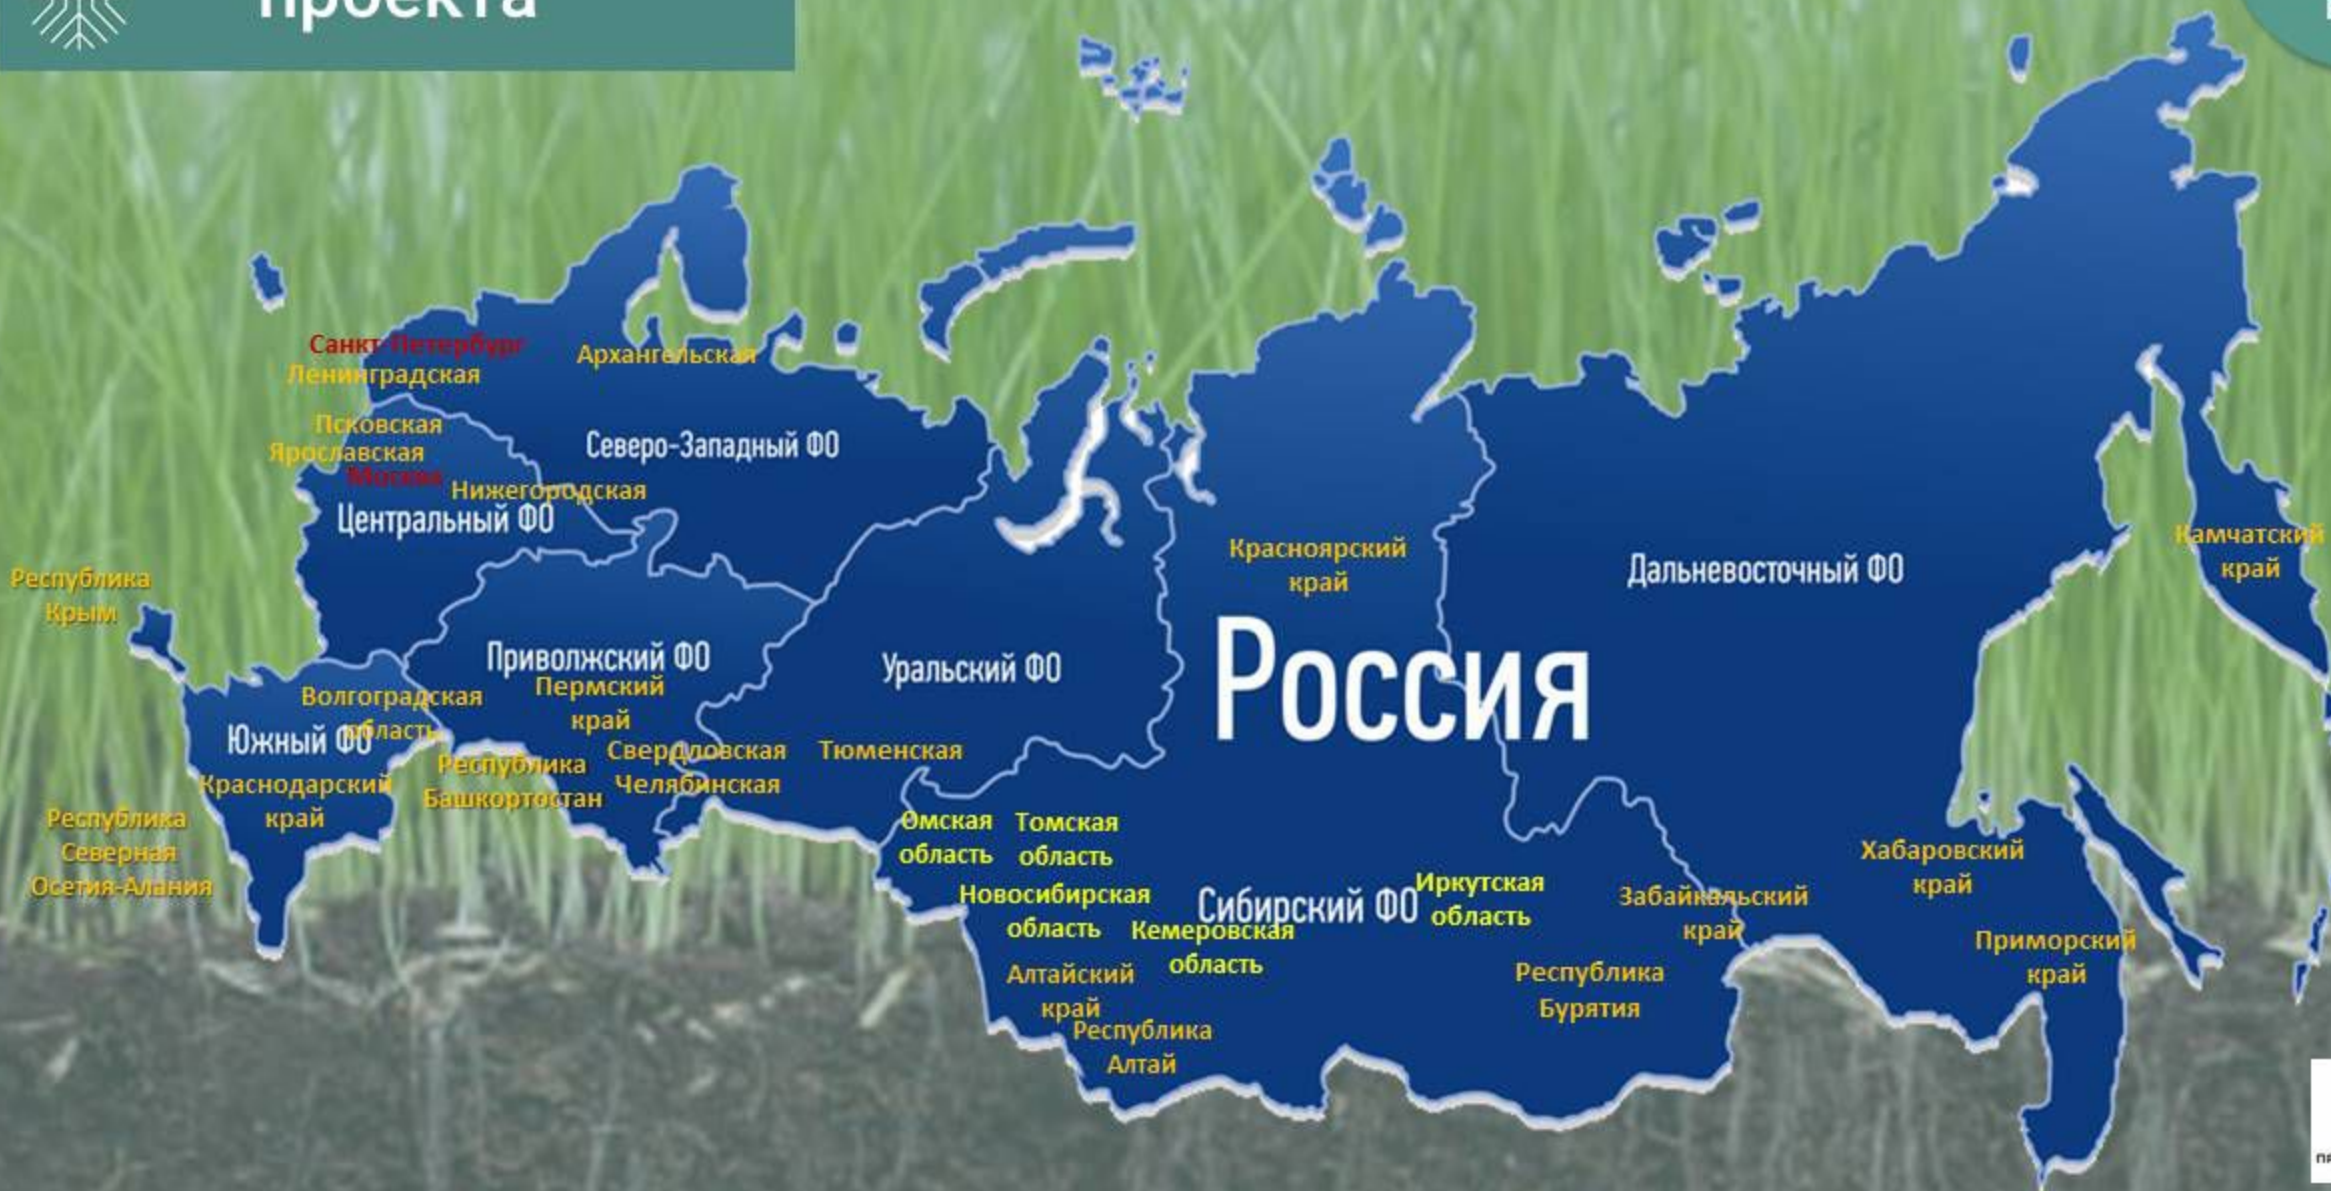 проекта
Санкт-Петербург
Ленинградская
Архангельская
Псковская
Ярославская
Москва
Северо-Западный ФО
Нижегородская
Центральный ФО
Республика
Крым
Красноярский
край
Дальневосточный ФО
Камчатский
край
Россия
Приволжский ФО
Пермский
край
Уральский ФО
Волгоградская
область
Южный ФО
Свердловская
Челябинская
Тюменская
Республика
Башкортостан
Краснодарский
край
Республика
Северная
Осетия-Алания
Омская
область
Томская
область
Новосибирская
область
Сибирский ФО
Кемеровская
область
Иркутская
область
Забайкальский
край
Хабаровский
край
Приморский
край
Алтайский
край
Республика
Алтай
Республика
Бурятия